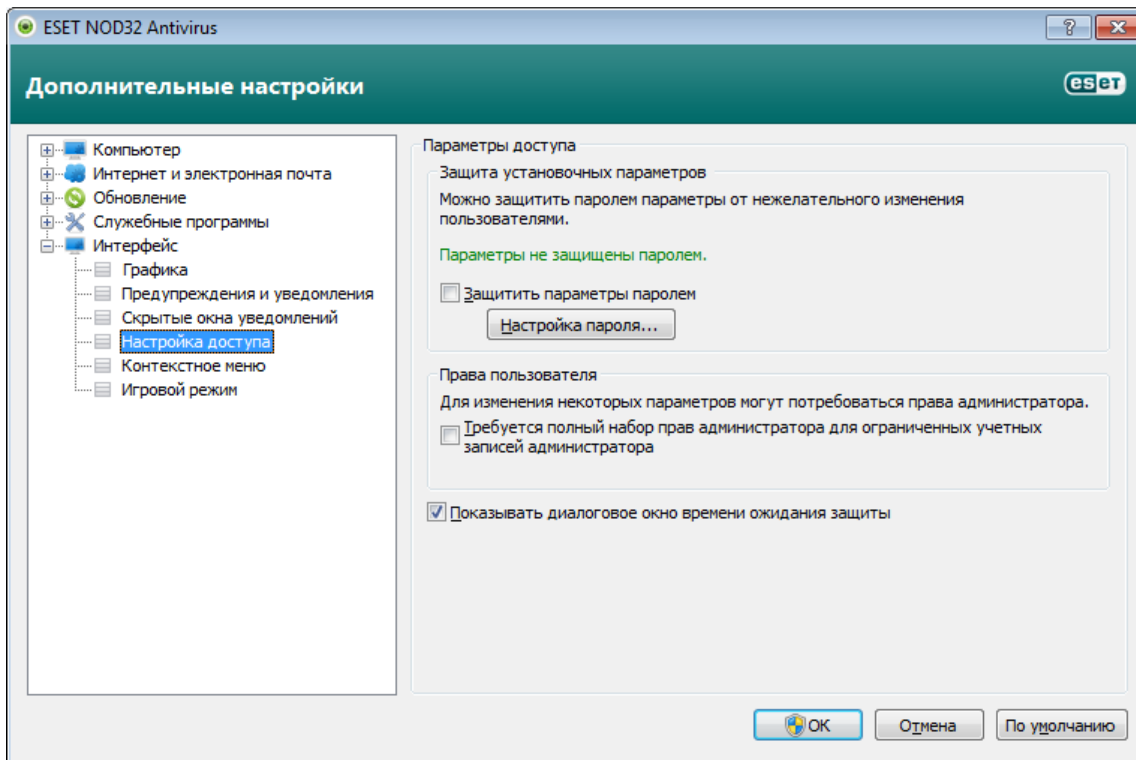 ESET NOD32 Antivirus
?
Дополнительные настройки
eset
Компьютер
Интернет и электронная почта
Обновление
Служебные программы
Интерфейс
Графика
Предупреждения и уведомления
Скрытые окна уведомлений
Настройка доступа
Контекстное меню
Игровой режим
Параметры доступа
Защита установочных параметров
Можно защитить паролем параметры от нежелательного изменения
пользователями.
Параметры не защищены паролем.
Защитить параметры паролем
Настройка пароля...
Права пользователя
Для изменения некоторых параметров могут потребоваться права администратора.
Требуется полный набор прав администратора для ограниченных учетных
записей администратора
Показывать диалоговое окно времени ожидания защиты
OK
Отмена
По умолчанию